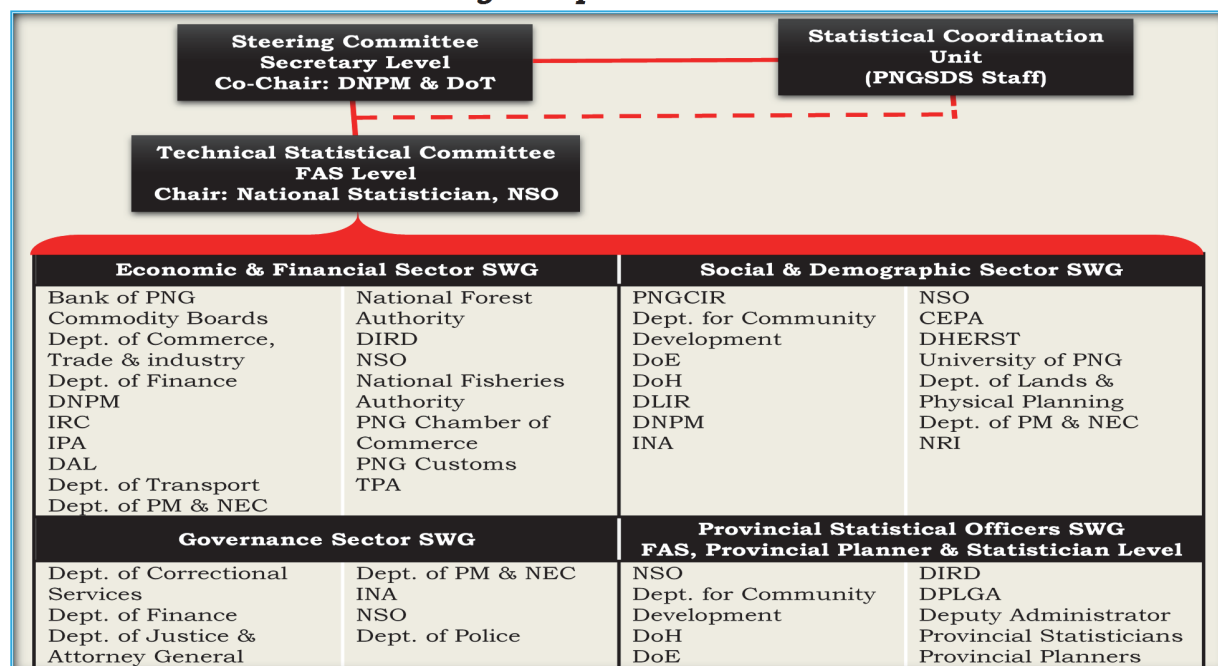 Steering Committee
Secretary Level
Co-Chair: DNPM & DoT
Statistical Coordination
Unit
(PNGSDS Staff)
Technical Statistical Committee
FAS Level
Chair: National Statistician, NSO
Economic & Financial Sector SWG
Bank of PNG
Commodity Boards
Dept. of Commerce,
Trade & industry
Dept. of Finance
DNPM
IRC
IPA
DAL
Dept. of Transport
Dept. of PM & NEC
National Forest
Authority
DIRD
NSO
National Fisheries
Authority
PNG Chamber of
Commerce
PNG Customs
TPA
Social & Demographic Sector SWG
PNGCIR
Dept. for Community
Development
DoE
DoH
DLIR
DNPM
INA
NSO
CEPA
DHERST
University of PNG
Dept. of Lands &
Physical Planning
Dept. of PM & NEC
NRI
Governance Sector SWG
Dept. of Correctional
Services
Dept. of Finance
Dept. of Justice &
Attorney General
Dept. of PM & NEC
INA
NSO
Dept. of Police
Provincial Statistical Officers SWG
FAS, Provincial Planner & Statistician Level
NSO
Dept. for Community
Development
DoH
DoE
DIRD
DPLGA
Deputy Administrator
Provincial Statisticians
Provincial Planners